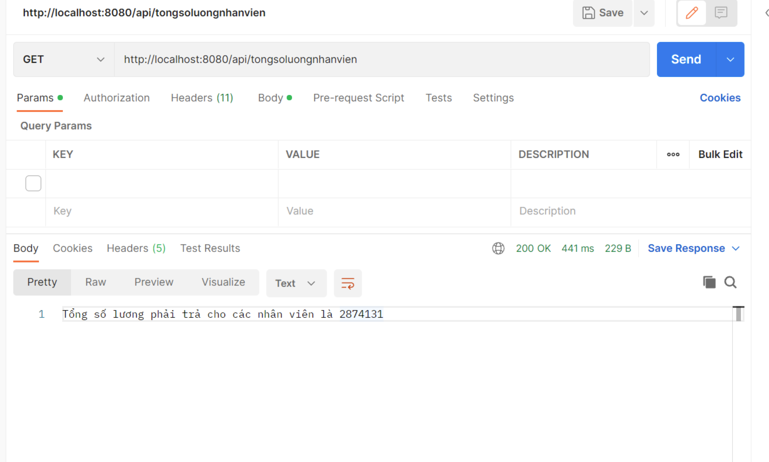 http://localhost:8080/api/tongsoluongnhanvien
Save
GET http://localhost:8080/api/tongsoluongnhanvien Send
Params Authorization Headers (11) Body Pre-request Script Tests Settings Cookies
Query Params
KEY VALUE DESCRIPTION Bulk Edit
Key Value Description
Body Cookies Headers (5) Test Results 200 OK 441 ms 229 B Save Response
Pretty Raw Preview Visualize Text
1 Tổng số lương phải trả cho các nhân viên là 2874131